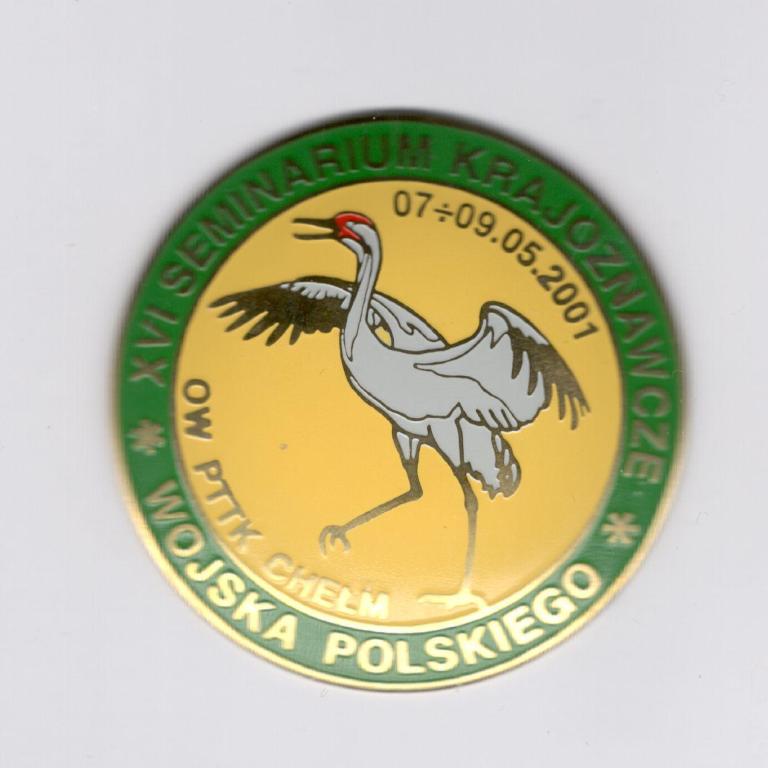 XVI SEMINARIUM KRAJOZNAWCZE
* WOJSKA POLSKIEGO *
07÷09.05.2001
OW PTTK CHEŁM